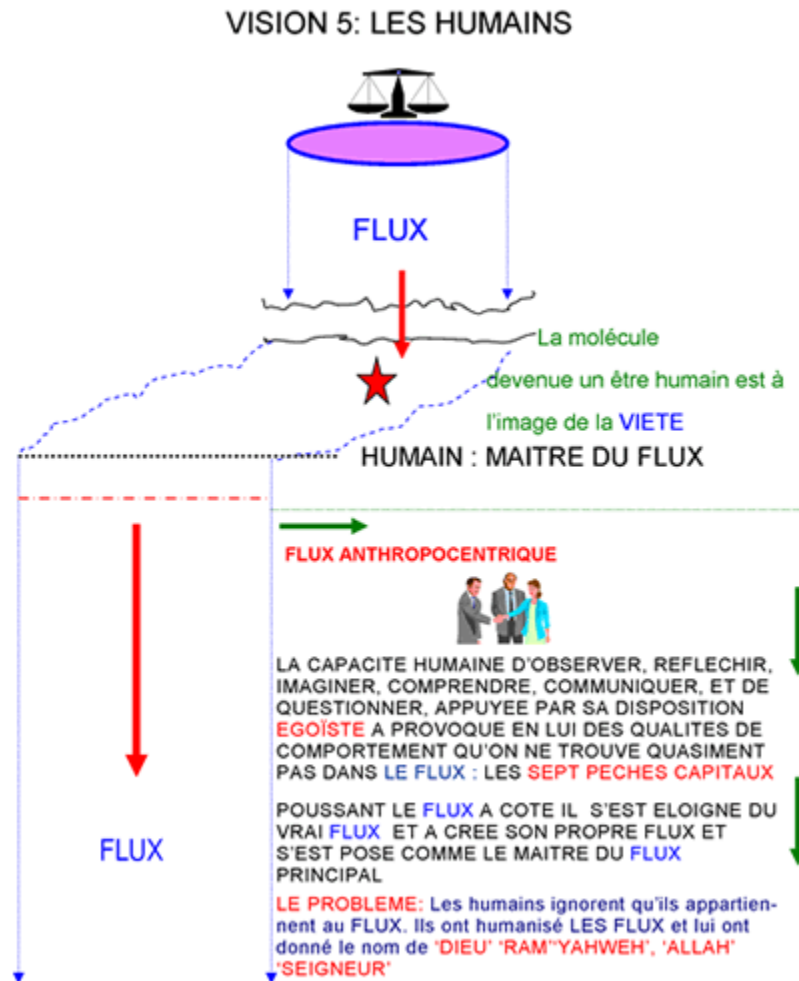 VISION 5: LES HUMAINS
FLUX
La molécule
devenue un être humain est à
l'image de la VIETE
HUMAIN : MAITRE DU FLUX
FLUX ANTHROPOCENTRIQUE
LA CAPACITE HUMAINE D'OBSERVER, REFLECHIR,
IMAGINER, COMPRENDRE, COMMUNIQUER, ET DE
QUESTIONNER, APPUYEE PAR SA DISPOSITION
EGOÏSTE A PROVOQUE EN LUI DES QUALITES DE
COMPORTEMENT QU'ON NE TROUVE QUASIMENT
PAS DANS LE FLUX : LES SEPT PECHES CAPITAUX
POUSSANT LE FLUX A COTE IL S'EST ELOIGNE DU
VRAI FLUX ET A CREE SON PROPRE FLUX ET
S'EST POSE COMME LE MAITRE DU FLUX
PRINCIPAL
FLUX
LE PROBLEME: Les humains ignorent qu'ils appartien-
nent au FLUX. Ils ont humanisé LES FLUX et lui ont
donné le nom de 'DIEU' 'RAM''YAHWEH', 'ALLAH'
'SEIGNEUR'